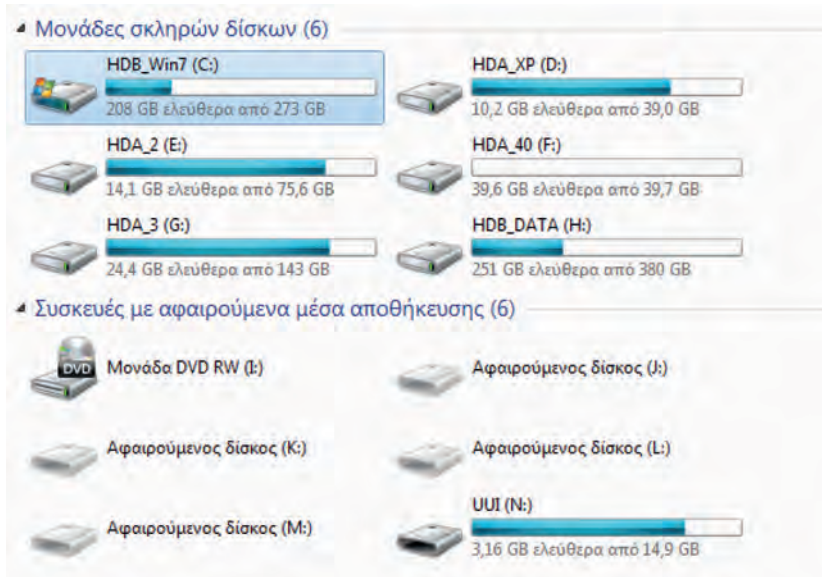 Μονάδες σκληρών δίσκων (6)
HDB_Win7 (C:)
208 GB ελεύθερα από 273 GB
HDA_XP (D:)
10,2 GB ελεύθερα από 39,0 GB
HDA_2 (E:)
14,1 GB ελεύθερα από 75,6 GB
HDA_40 (F:)
39,6 GB ελεύθερα από 39,7 GB
HDA_3 (G:)
24,4 GB ελεύθερα από 143 GB
HDB_DATA (H:)
251 GB ελεύθερα από 380 GB
Συσκευές με αφαιρούμενα μέσα αποθήκευσης (6)
DVD
Μονάδα DVD RW (I:)
Αφαιρούμενος δίσκος (J:)
Αφαιρούμενος δίσκος (K:)
Αφαιρούμενος δίσκος (L:)
Αφαιρούμενος δίσκος (M:)
UUI (N:)
3,16 GB ελεύθερα από 14,9 GB